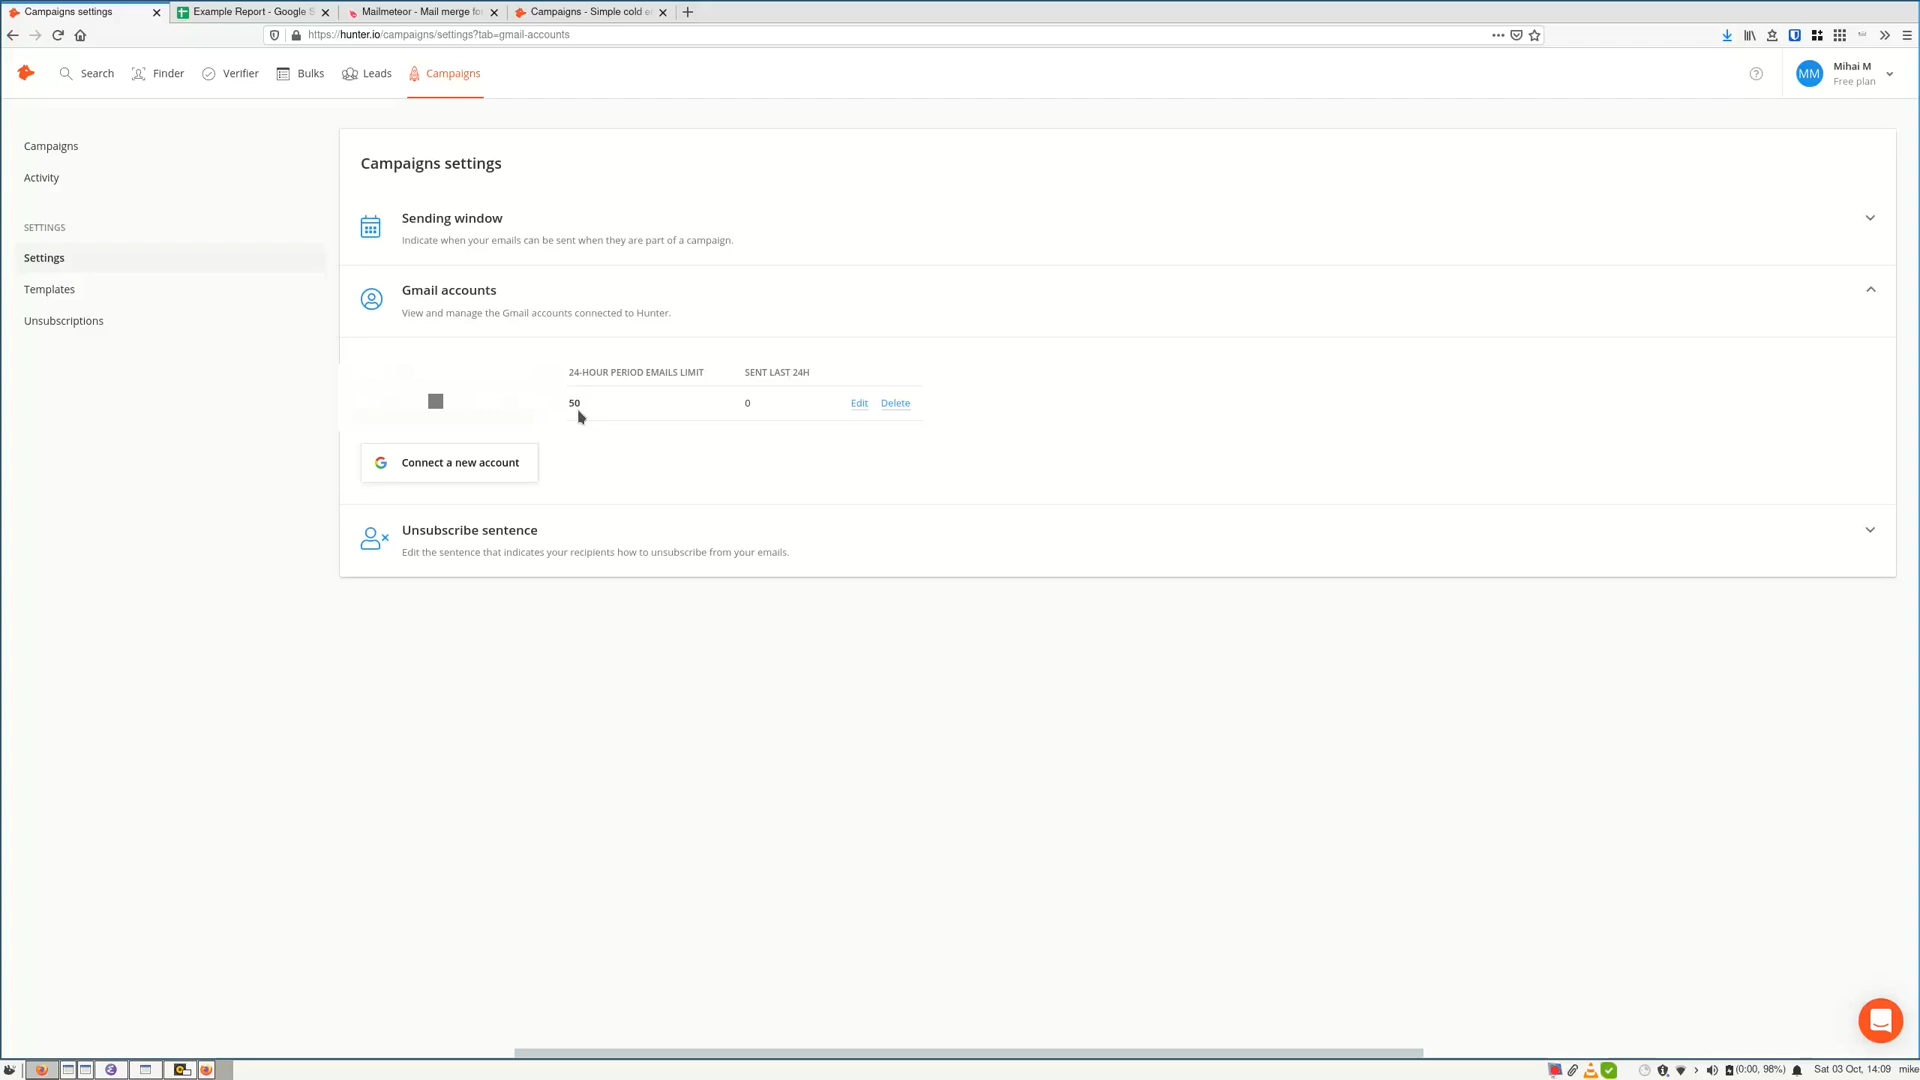 Campaigns settings
Example Report - Google S
Mailmeteor - Mail merge fo
Campaigns - Simple cold e
https://hunter.io/campaigns/settings?tab=gmail-accounts
Search
Finder
Verifier
Bulks
Leads
Campaigns
MM
Mihai M
Free plan
Campaigns
Activity
SETTINGS
Settings
Templates
Unsubscriptions
Campaigns settings
Sending window
Indicate when your emails can be sent when they are part of a campaign.
Gmail accounts
View and manage the Gmail accounts connected to Hunter.
24-HOUR PERIOD EMAILS LIMIT
SENT LAST 24H
50
0
Edit
Delete
Connect a new account
Unsubscribe sentence
Edit the sentence that indicates your recipients how to unsubscribe from your emails.
(0:00, 98%)
Sat 03 Oct, 14:09
mike